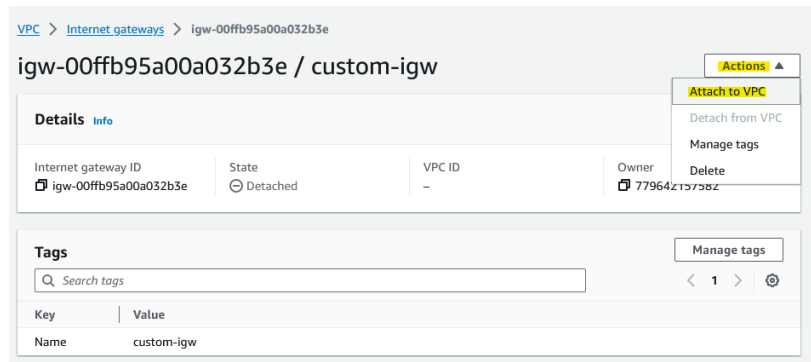 VPC > Internet gateways > igw-00ffb95a00a032b3e
igw-00ffb95a00a032b3e / custom-igw
Actions
Attach to VPC
Detach from VPC
Manage tags
Delete
Details Info
Internet gateway ID
igw-00ffb95a00a032b3e
State
Detached
VPC ID
–
Owner
779642157582
Tags
Manage tags
Search tags
< 1 >
Key Value
Name custom-igw